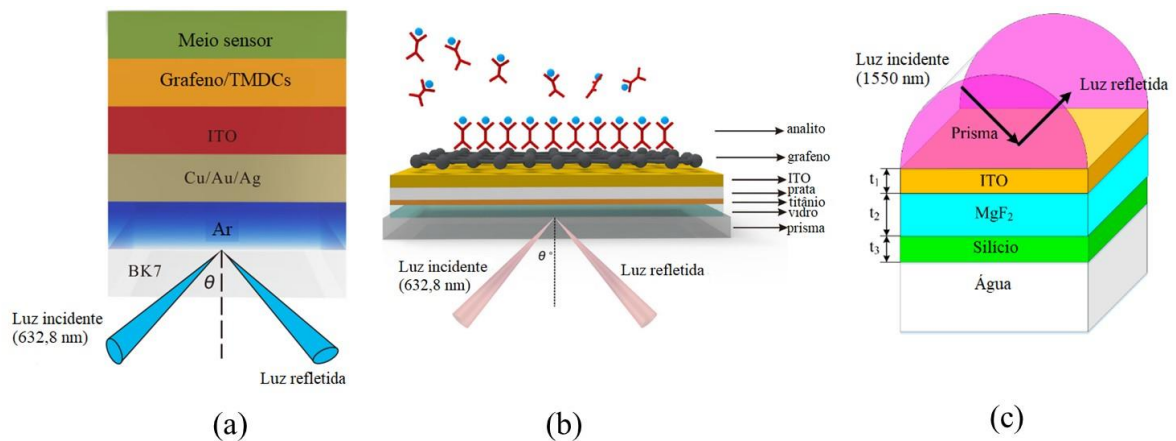 Meio sensor
Grafeno/TMDCs
ITO
Cu/Au/Ag
Ar
BK7
θ
Luz incidente
(632,8 nm)
Luz refletida
(a)
analito
grafeno
ITO
prata
titânio
vidro
prisma
θ°
Luz incidente
(632,8 nm)
Luz refletida
(b)
Luz incidente
(1550 nm)
Luz refletida
Prisma
t₁
ITO
t₂
MgF₂
t₃
Silício
Água
(c)